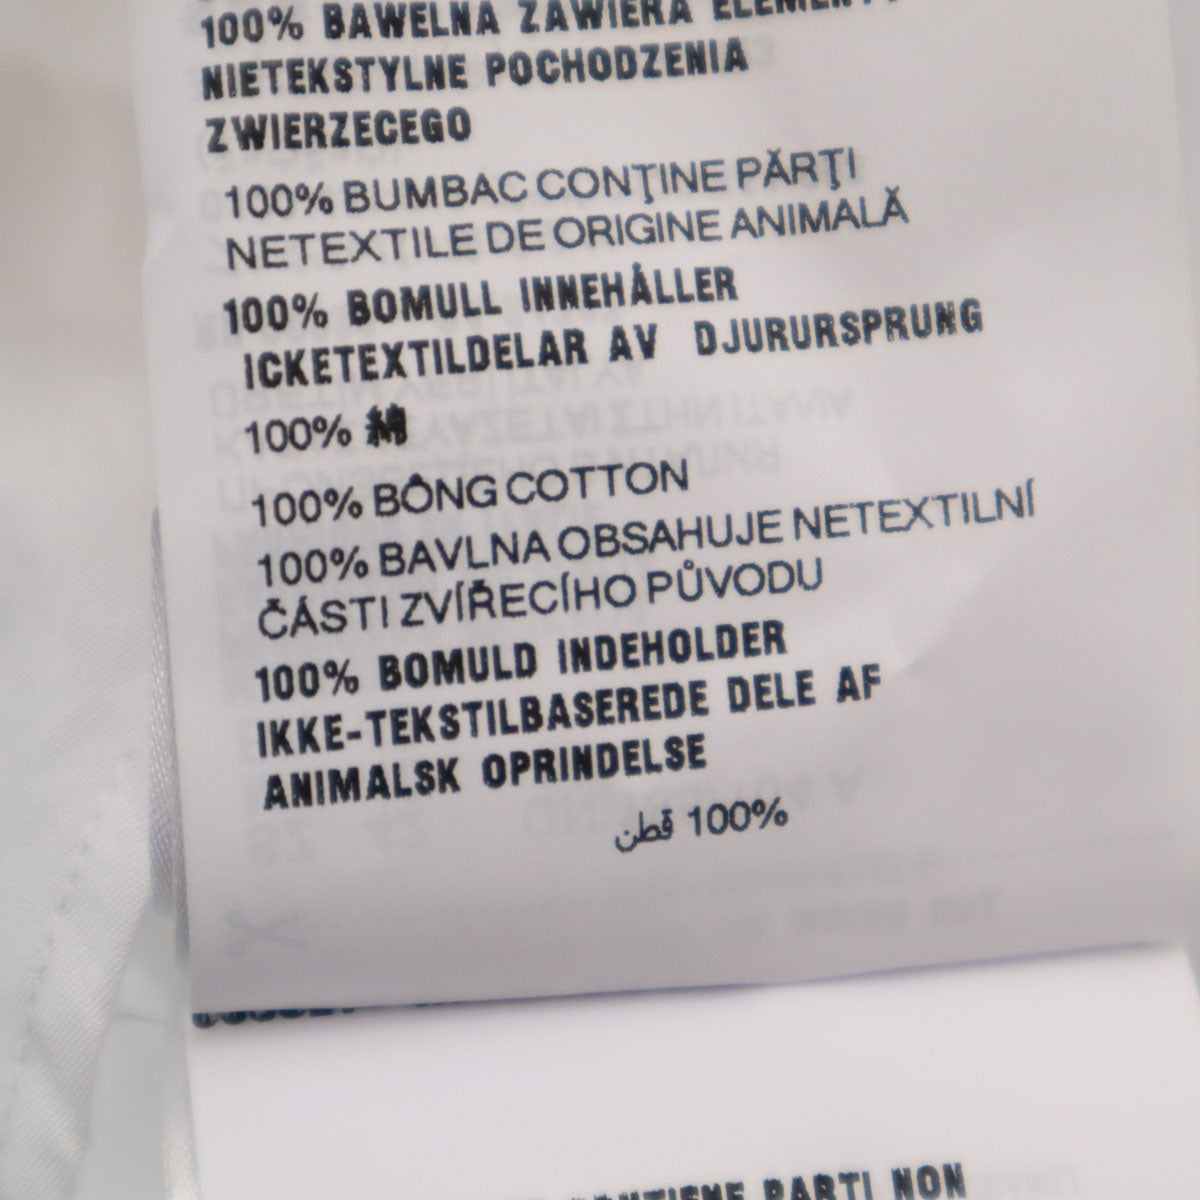 100% BAWELNA ZAWIERA ELEMENTY
NIETEKSTYLNE POCHODZENIA
ZWIERZECEGO
100% BUMBAC CONŢINE PĂRŢI
NETEXTILE DE ORIGINE ANIMALĂ
100% BOMULL INNEHÅLLER
ICKETEXTILDELAR AV DJURURSPRUNG
100% 綿
100% BÔNG COTTON
100% BAVLNA OBSAHUJE NETEXTILNÍ
ČÁSTI ZVÍŘECÍHO PŮVODU
100% BOMULD INDEHOLDER
IKKE-TEKSTILBASEREDE DELE AF
ANIMALSK OPRINDELSE
100% قطن
PARTI NON